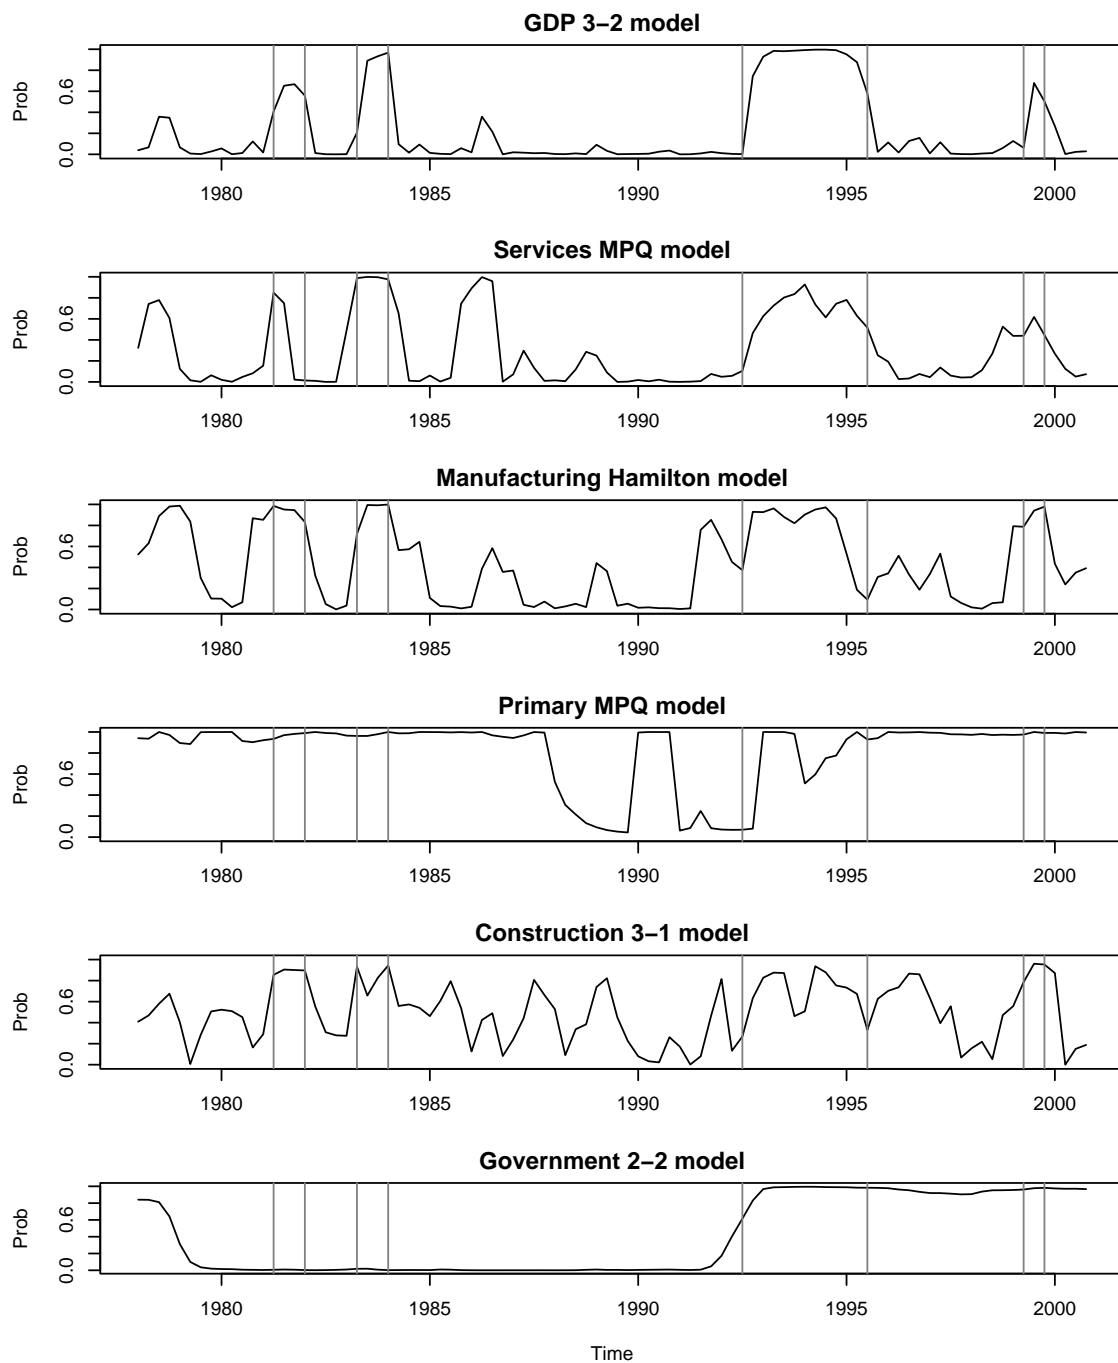 GDP 3−2 model
Prob
0.0 0.6
1980 1985 1990 1995 2000
Services MPQ model
Prob
0.0 0.6
1980 1985 1990 1995 2000
Manufacturing Hamilton model
Prob
0.0 0.6
1980 1985 1990 1995 2000
Primary MPQ model
Prob
0.0 0.6
1980 1985 1990 1995 2000
Construction 3−1 model
Prob
0.0 0.6
1980 1985 1990 1995 2000
Government 2−2 model
Prob
0.0 0.6
1980 1985 1990 1995 2000
Time